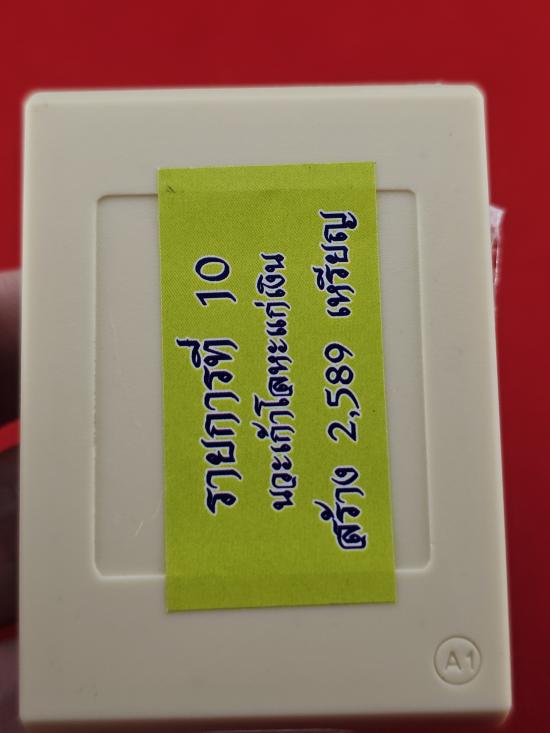 รายการที่ 10
นวะเก้าโลหะแก่เงิน
สร้าง 2,589 เหรียญ
A1